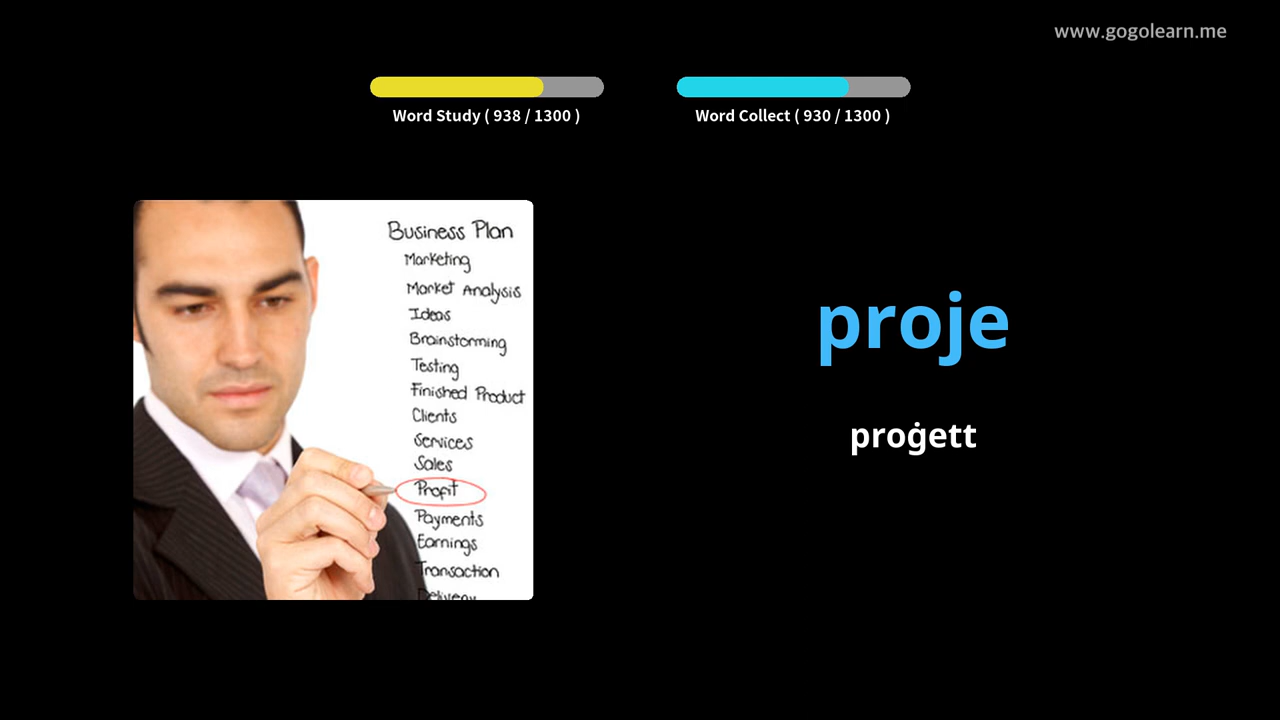 www.gogolearn.me
Word Study ( 938 / 1300 )
Word Collect ( 930 / 1300 )
Business Plan
Marketing
Market Analysis
Ideas
Brainstorming
Testing
Finished Product
Clients
Services
Sales
Profit
Payments
Earnings
Transaction
Delivery
proje
proġett